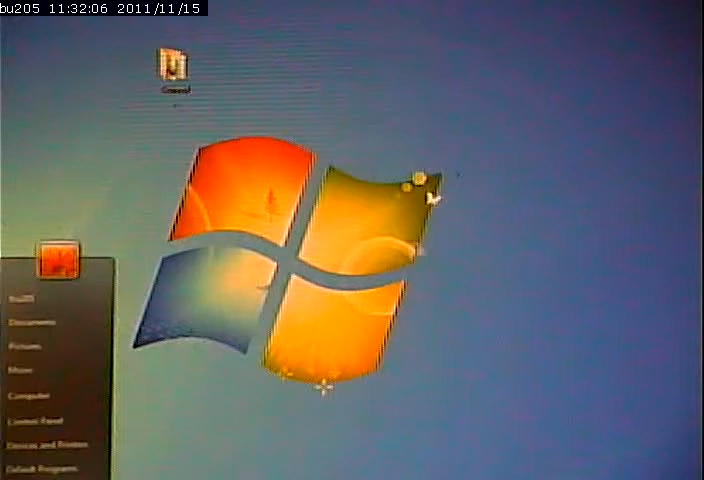 bu205 11:32:06 2011/11/15
Documents
Pictures
Music
Computer
Control Panel
Devices and Printers
Default Programs